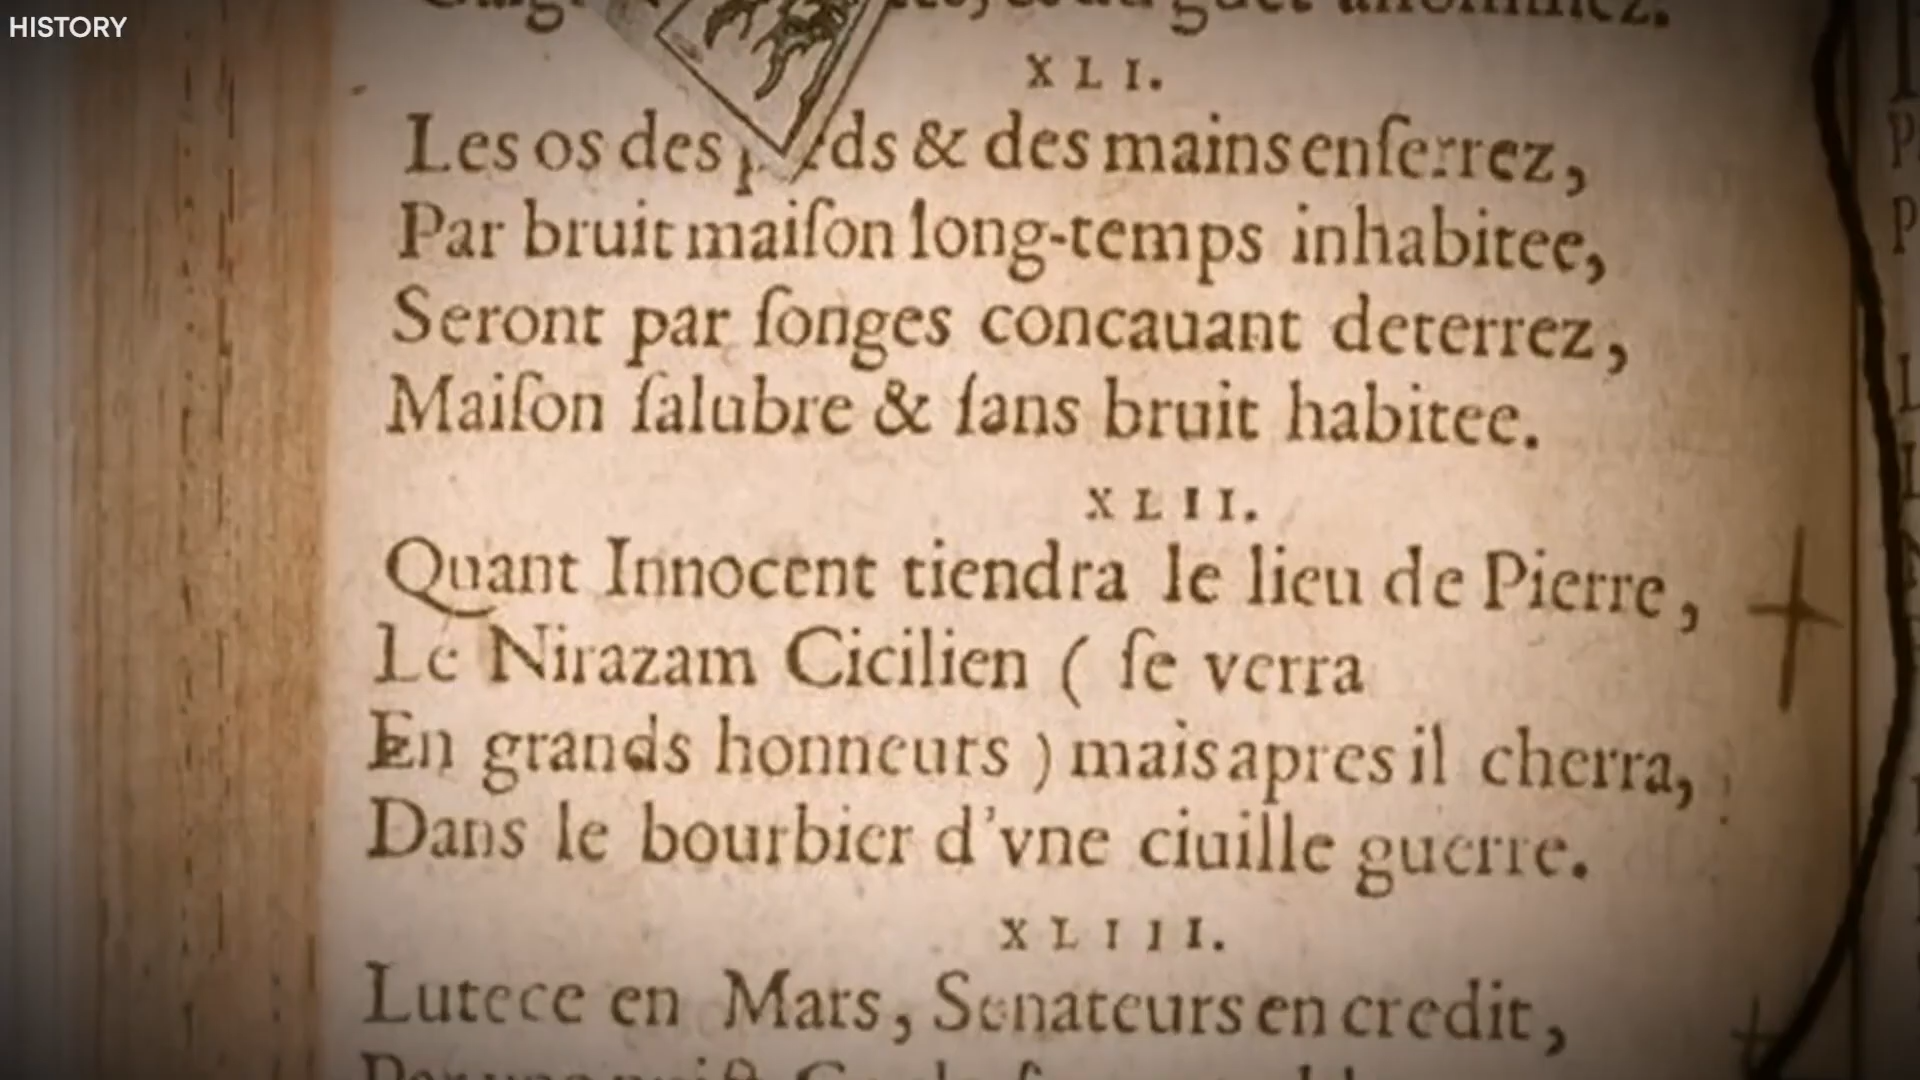 HISTORY
XLI.
Les os des & des mains enſerrez,
Par bruit maiſon long-temps inhabitee,
Seront par ſonges concauant deterrez,
Maiſon ſalubre & ſans bruit habitee.
XLII.
Quant Innocent tiendra le lieu de Pierre,
Le Nirazam Cicilien ( ſe verra
En grands honneurs ) mais apres il cherra,
Dans le bourbier d'vne ciuille guerre.
XLIII.
Lutece en Mars, Senateurs en credit,